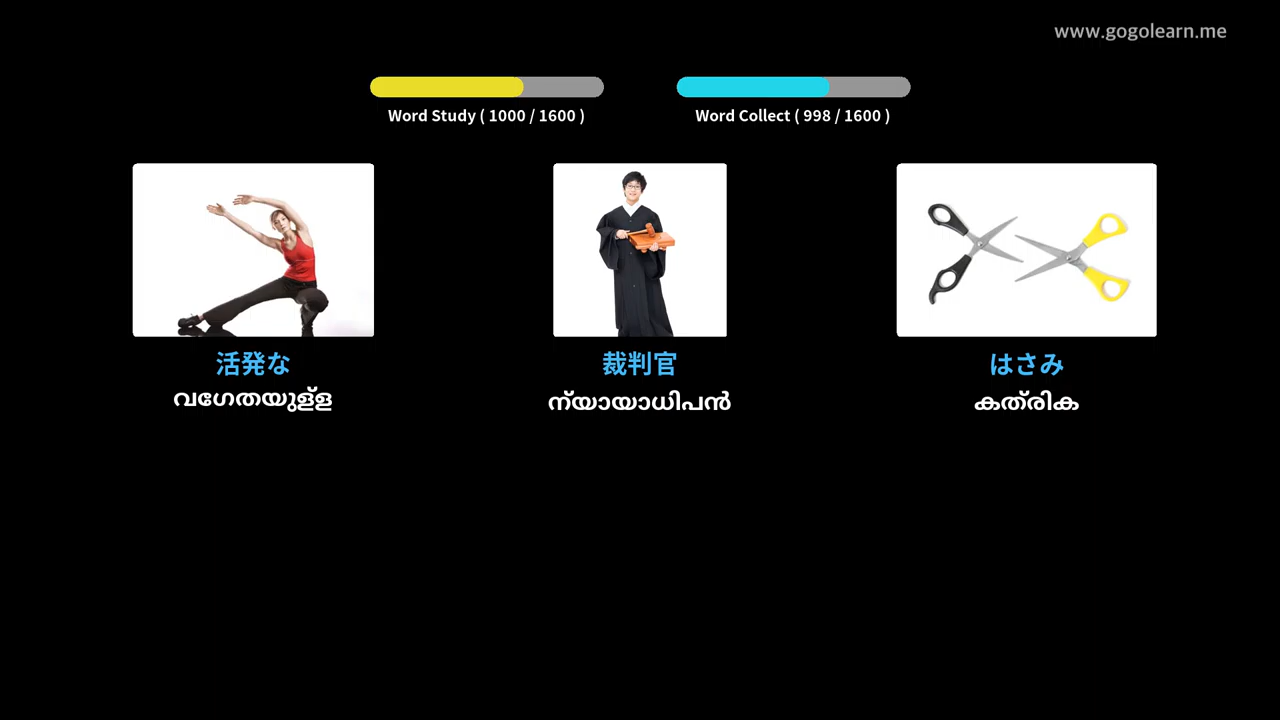 www.gogolearn.me
Word Study ( 1000 / 1600 )
Word Collect ( 998 / 1600 )
活発な
裁判官
はさみ
വഗേതയുള്ള
ന്യായാധിപൻ
കത്രിക